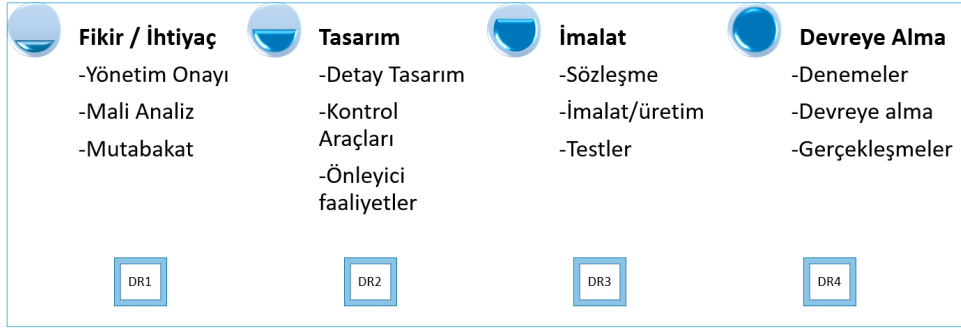 Fikir / İhtiyaç
-Yönetim Onayı
-Mali Analiz
-Mutabakat
Tasarım
-Detay Tasarım
-Kontrol
Araçları
-Önleyici
faaliyetler
İmalat
-Sözleşme
-İmalat/üretim
-Testler
Devreye Alma
-Denemeler
-Devreye alma
-Gerçekleşmeler
DR1
DR2
DR3
DR4